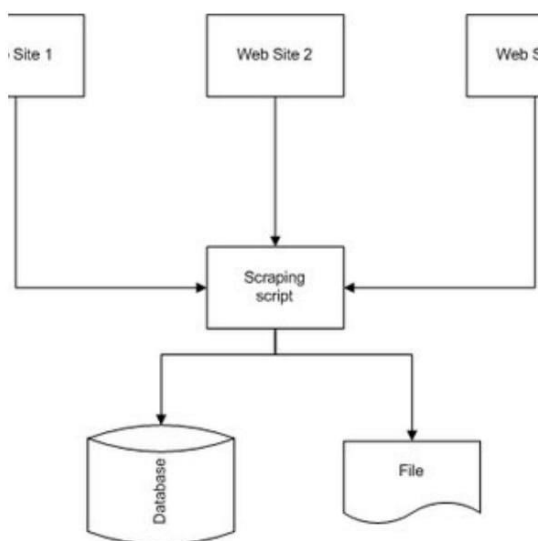 Site 1
Web Site 2
Web S
Scraping
script
Database
File